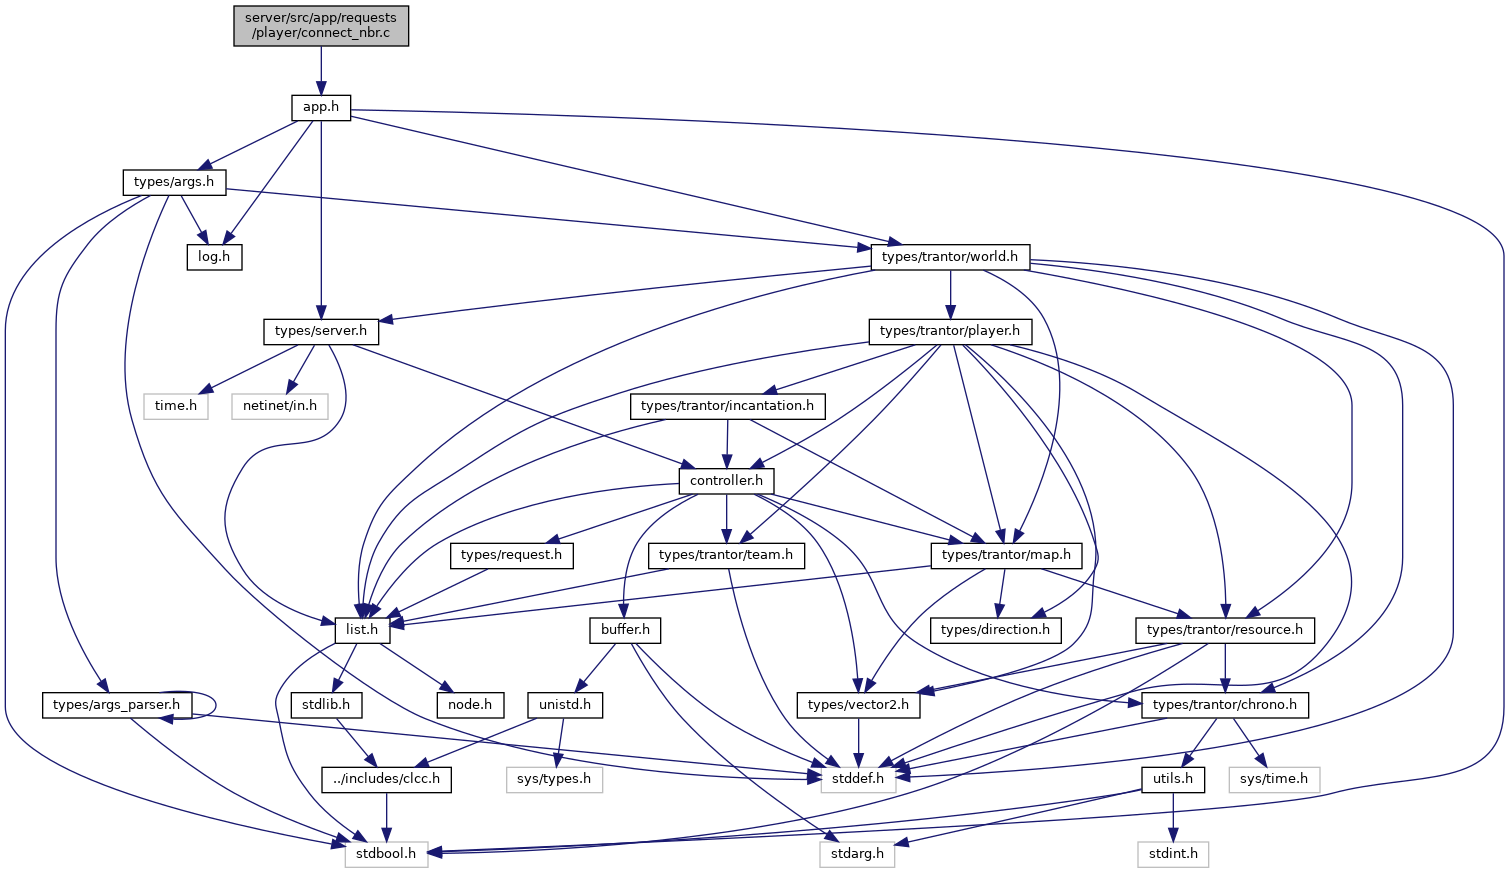 server/src/app/requests
/player/connect_nbr.c
app.h
types/args.h
log.h
types/trantor/world.h
types/server.h
types/trantor/player.h
time.h
netinet/in.h
types/trantor/incantation.h
controller.h
types/request.h
types/trantor/team.h
types/trantor/map.h
list.h
buffer.h
types/direction.h
types/trantor/resource.h
types/args_parser.h
stdlib.h
node.h
unistd.h
types/vector2.h
types/trantor/chrono.h
../includes/clcc.h
sys/types.h
stddef.h
utils.h
sys/time.h
stdbool.h
stdarg.h
stdint.h